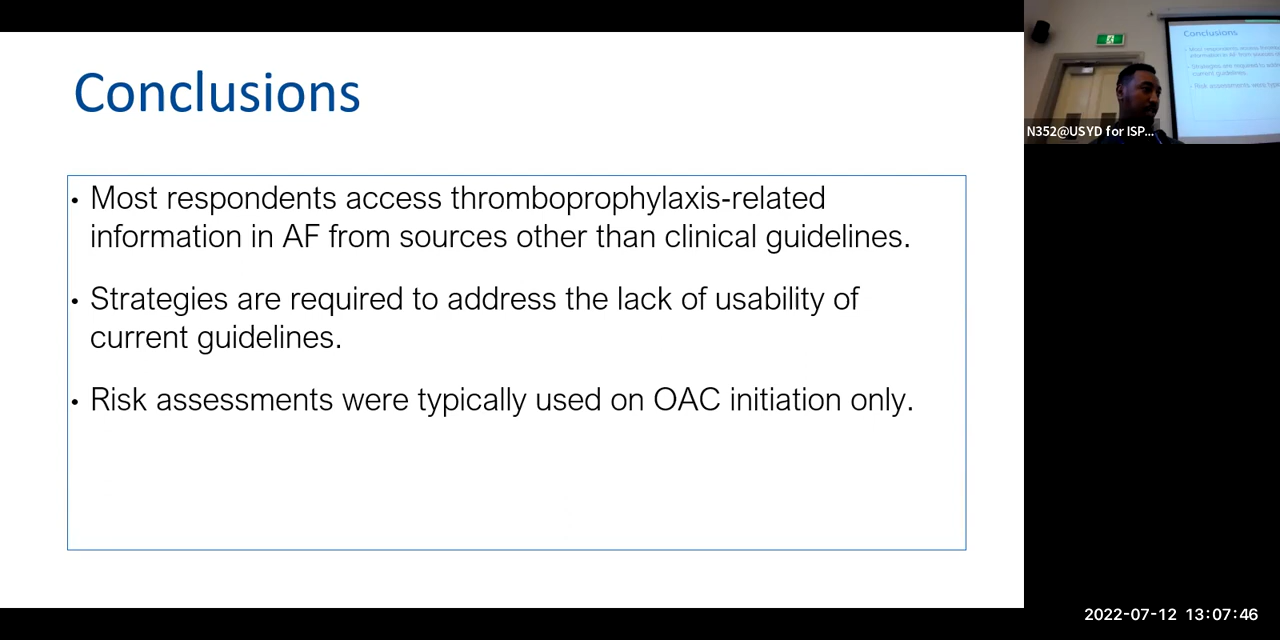 Conclusions
• Most respondents access thromboprophylaxis-related
information in AF from sources other than clinical guidelines.
• Strategies are required to address the lack of usability of
current guidelines.
• Risk assessments were typically used on OAC initiation only.
Conclusions
N352@USYD for ISP...
2022-07-12 13:07:46